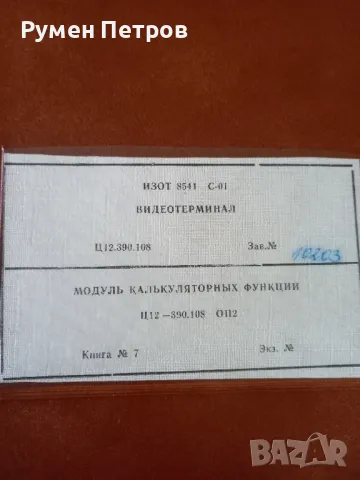 Румен Петров
ИЗОТ 8541 С-01
ВИДЕОТЕРМИНАЛ
Ц12.390.108 Зав.№ 10203
МОДУЛЬ КАЛЬКУЛЯТОРНЫХ ФУНКЦИИ
Ц12 —390.108 ОП2
Книга № 7 Экз. №
BAZAR